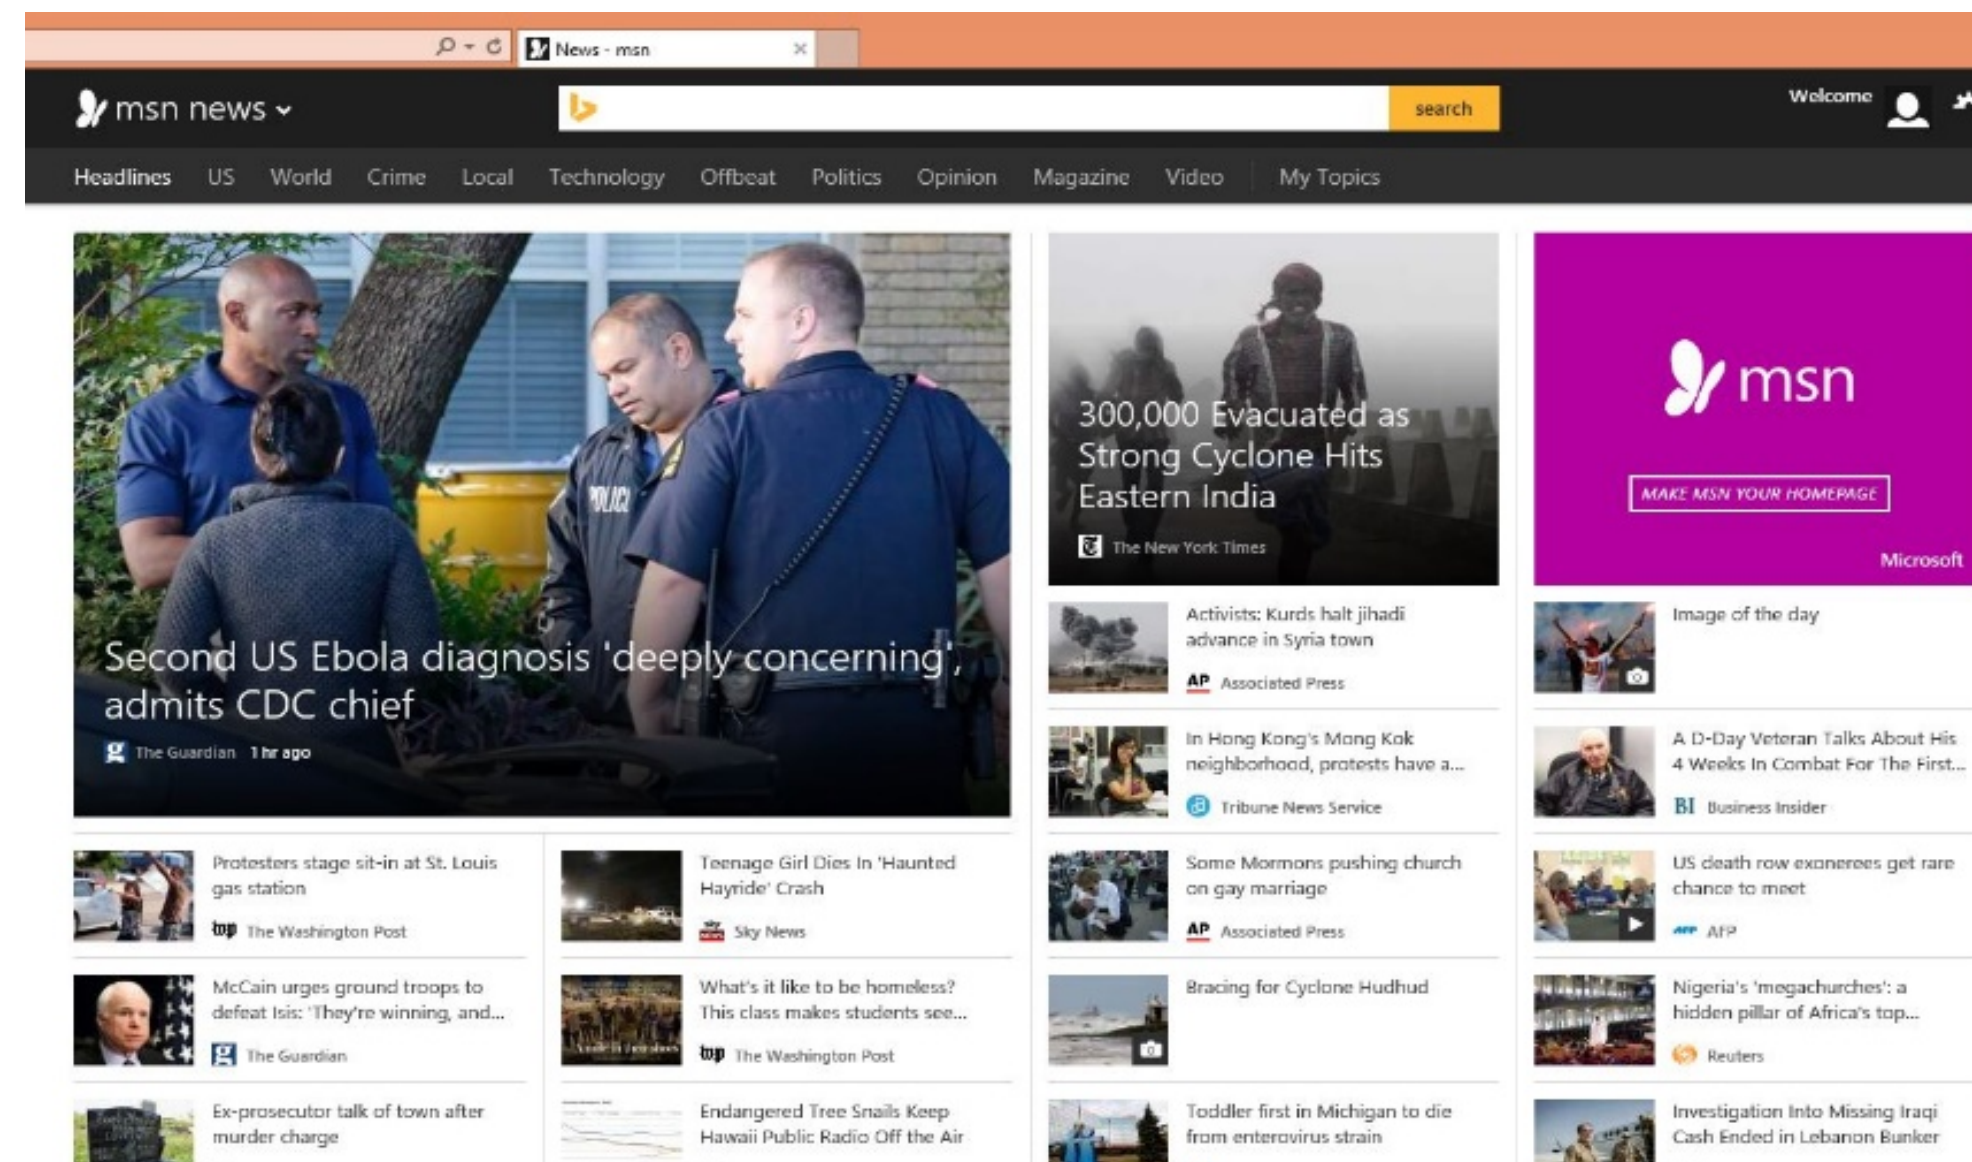 News - msn
msn news
search
Welcome
Headlines US World Crime Local Technology Offbeat Politics Opinion Magazine Video My Topics
POLICE
Second US Ebola diagnosis 'deeply concerning',
admits CDC chief
The Guardian 1 hr ago
300,000 Evacuated as
Strong Cyclone Hits
Eastern India
The New York Times
msn
MAKE MSN YOUR HOMEPAGE
Microsoft
Activists: Kurds halt jihadi
advance in Syria town
AP Associated Press
Image of the day
In Hong Kong's Mong Kok
neighborhood, protests have a...
Tribune News Service
A D-Day Veteran Talks About His
4 Weeks In Combat For The First...
BI Business Insider
Protesters stage sit-in at St. Louis
gas station
wp The Washington Post
Teenage Girl Dies In 'Haunted
Hayride' Crash
sky news Sky News
Some Mormons pushing church
on gay marriage
AP Associated Press
US death row exonerees get rare
chance to meet
AFP AFP
McCain urges ground troops to
defeat Isis: 'They're winning, and...
g The Guardian
What's it like to be homeless?
This class makes students see...
wp The Washington Post
Bracing for Cyclone Hudhud
Nigeria's 'megachurches': a
hidden pillar of Africa's top...
Reuters
Ex-prosecutor talk of town after
murder charge
Endangered Tree Snails Keep
Hawaii Public Radio Off the Air
Toddler first in Michigan to die
from enterovirus strain
Investigation Into Missing Iraqi
Cash Ended in Lebanon Bunker